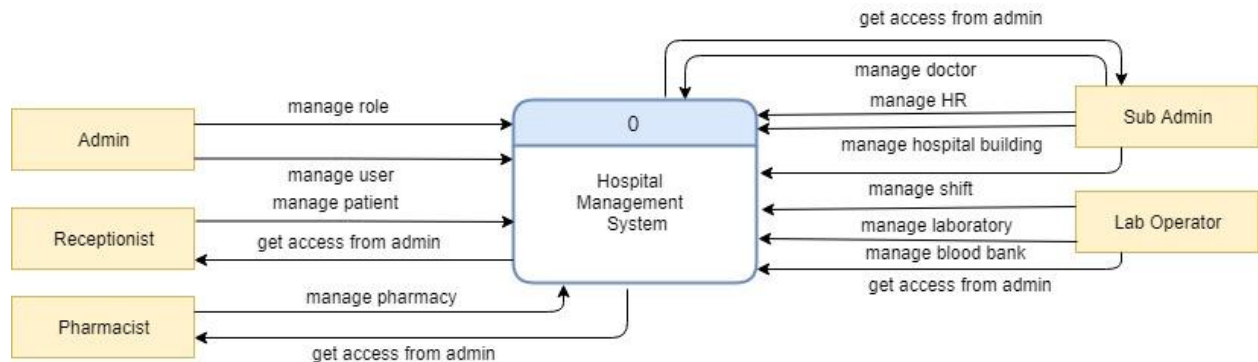 get access from admin
manage doctor
manage role
manage HR
Admin
0
Sub Admin
manage hospital building
manage user
Hospital
Management
System
manage patient
manage shift
Receptionist
get access from admin
manage laboratory
Lab Operator
manage blood bank
manage pharmacy
get access from admin
Pharmacist
get access from admin